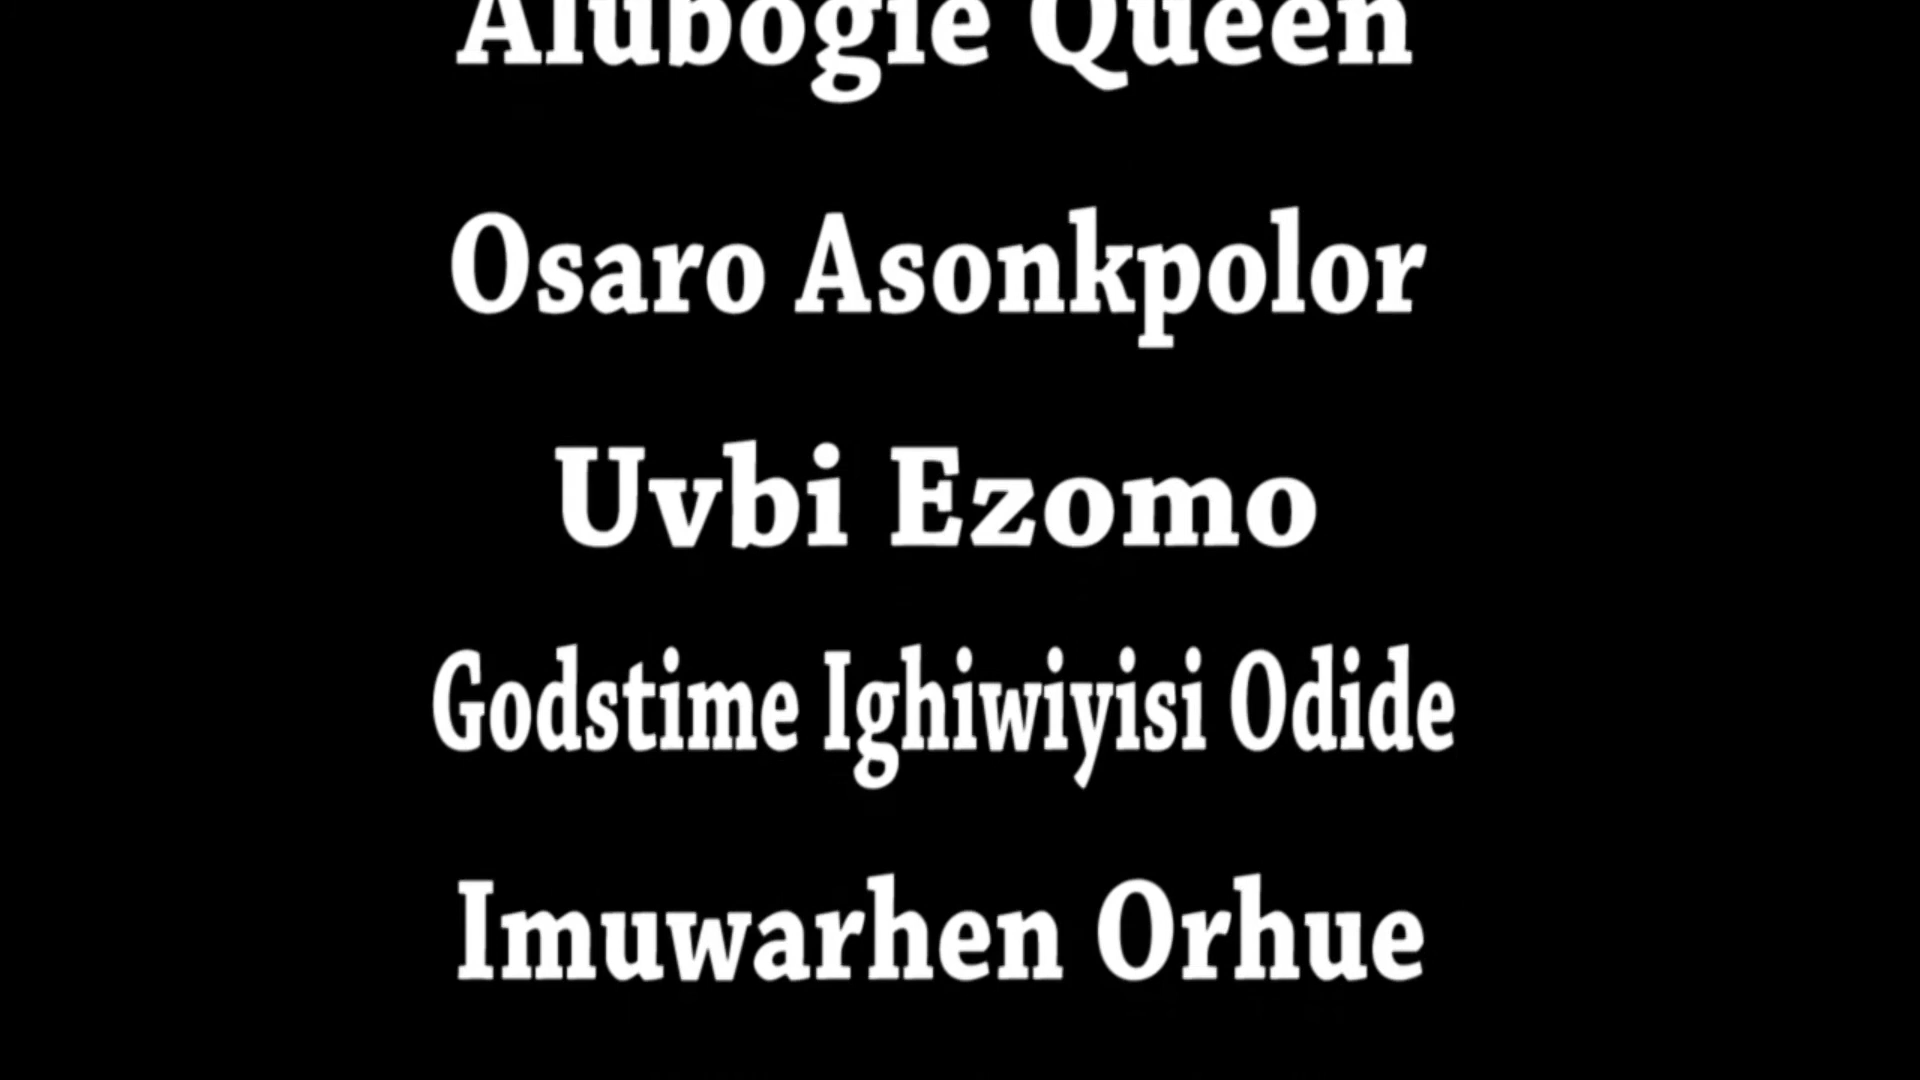 Alubogie Queen
Osaro Asonkpolor
Uvbi Ezomo
Godstime Ighiwiyisi Odide
Imuwarhen Orhue